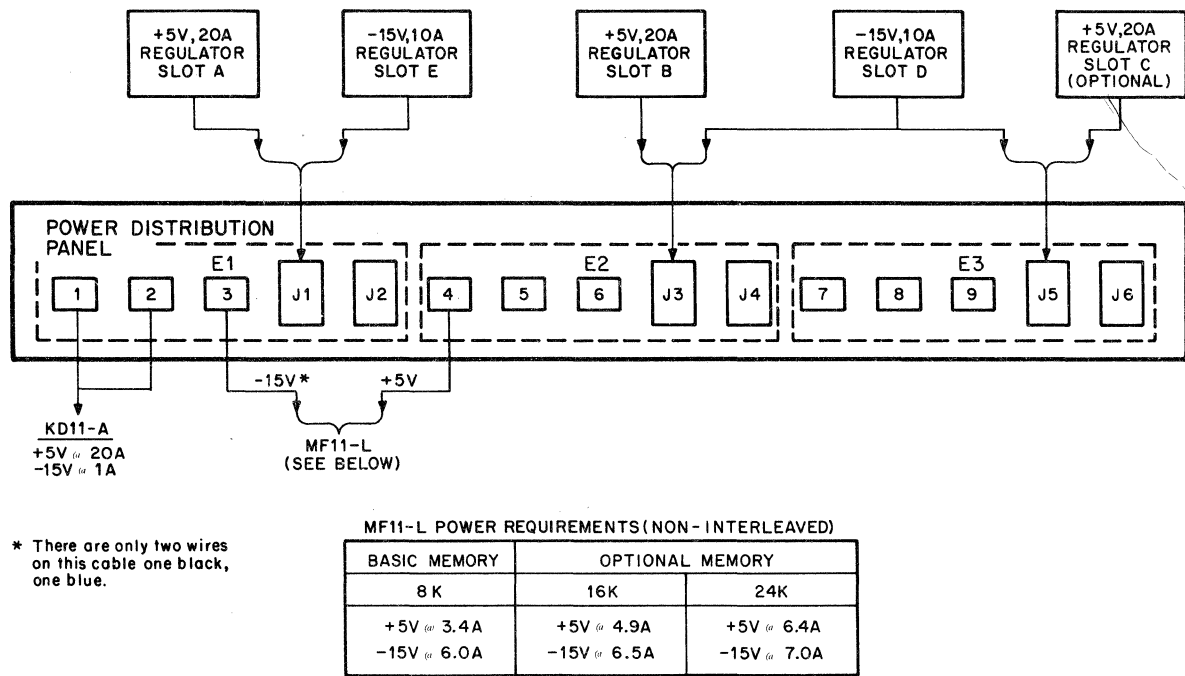 +5V,20A
REGULATOR
SLOT A
-15V,10A
REGULATOR
SLOT E
+5V,20A
REGULATOR
SLOT B
-15V,10A
REGULATOR
SLOT D
+5V,20A
REGULATOR
SLOT C
(OPTIONAL)
POWER DISTRIBUTION
PANEL
E1
E2
E3
1 2 3 J1 J2 4 5 6 J3 J4 7 8 9 J5 J6
-15V* +5V
KD11-A
+5V @ 20A
-15V @ 1A
MF11-L
(SEE BELOW)
* There are only two wires
on this cable one black,
one blue.
MF11-L POWER REQUIREMENTS (NON-INTERLEAVED)
BASIC MEMORY OPTIONAL MEMORY
8K 16K 24K
+5V @ 3.4A +5V @ 4.9A +5V @ 6.4A
-15V @ 6.0A -15V @ 6.5A -15V @ 7.0A